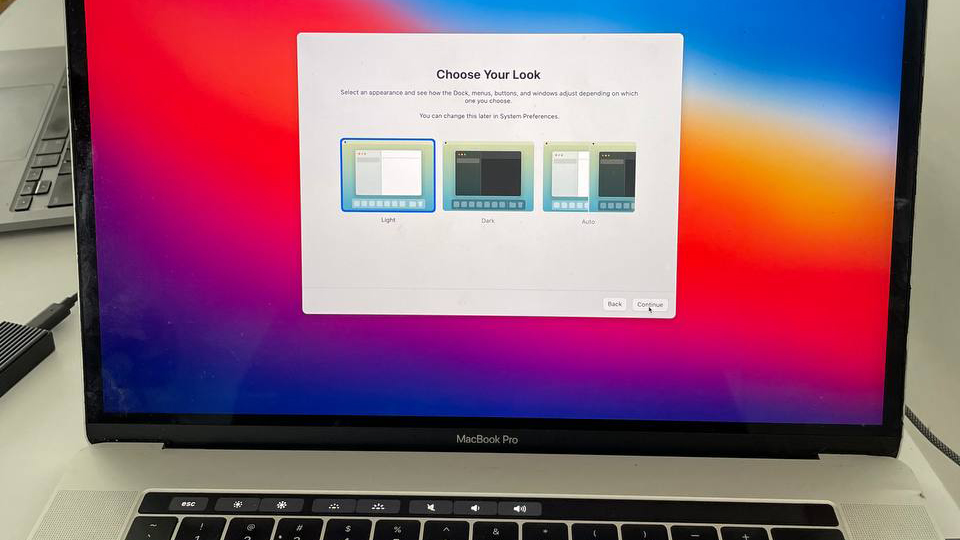 Choose Your Look
Select an appearance and see how the Dock, menus, buttons, and windows adjust depending on which
one you choose.
You can change this later in System Preferences.
Light
Dark
Auto
Back
Continue
MacBook Pro
esc
~ ! @ # $ % ^ & * ( ) — +